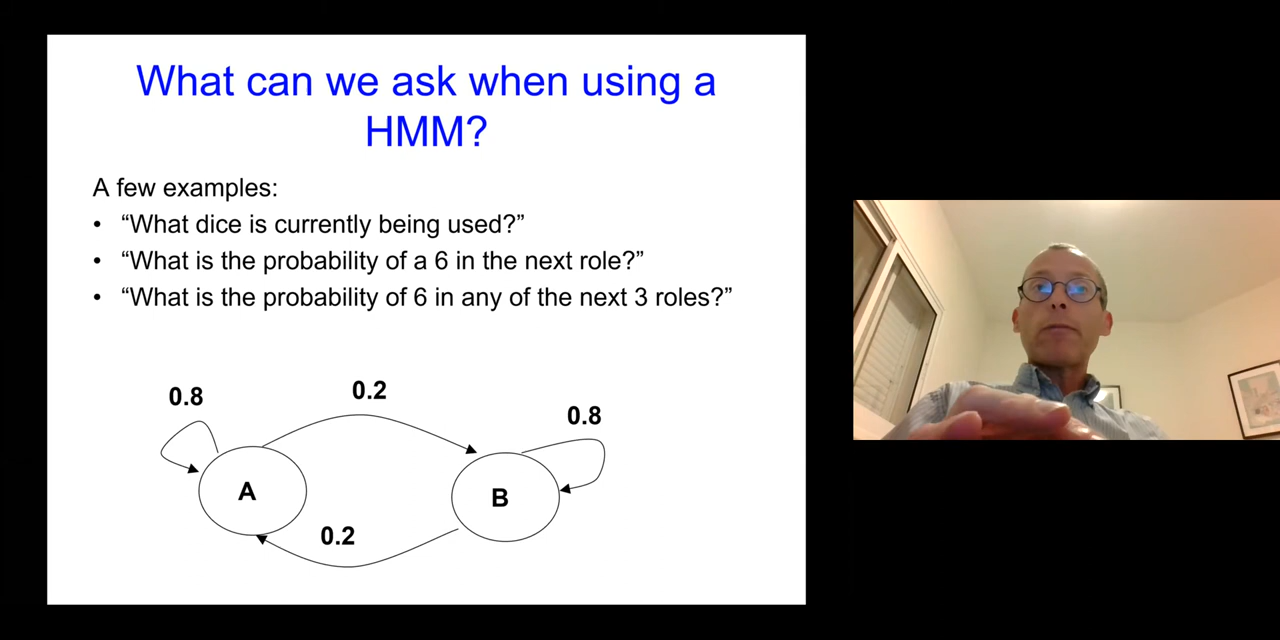 What can we ask when using a
HMM?
A few examples:
• “What dice is currently being used?”
• “What is the probability of a 6 in the next role?”
• “What is the probability of 6 in any of the next 3 roles?”
0.8
0.2
0.8
A
B
0.2